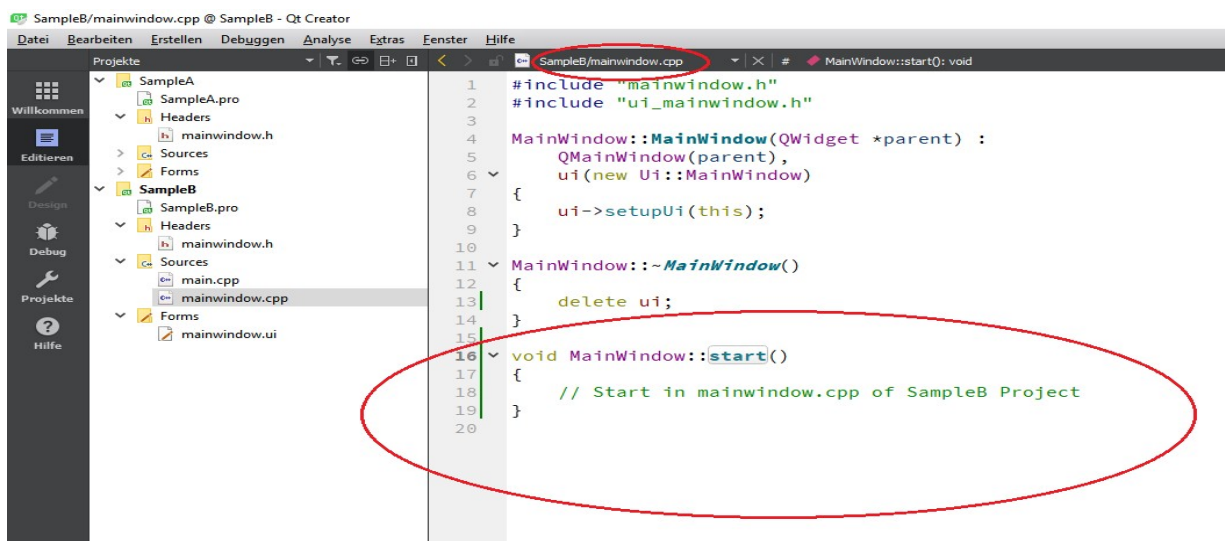 SampleB/mainwindow.cpp @ SampleB - Qt Creator
Datei Bearbeiten Erstellen Debuggen Analyse Extras Fenster Hilfe
Projekte
SampleB/mainwindow.cpp # MainWindow::start(): void
Willkommen
Editieren
Design
Debug
Projekte
Hilfe
SampleA
SampleA.pro
Headers
mainwindow.h
Sources
Forms
SampleB
SampleB.pro
Headers
mainwindow.h
Sources
main.cpp
mainwindow.cpp
Forms
mainwindow.ui
1 #include "mainwindow.h"
2 #include "ui_mainwindow.h"
3
4 MainWindow::MainWindow(QWidget *parent) :
5 QMainWindow(parent),
6 ui(new Ui::MainWindow)
7 {
8 ui->setupUi(this);
9 }
10
11 MainWindow::~MainWindow()
12 {
13 delete ui;
14 }
15
16 void MainWindow::start()
17 {
18 // Start in mainwindow.cpp of SampleB Project
19 }
20